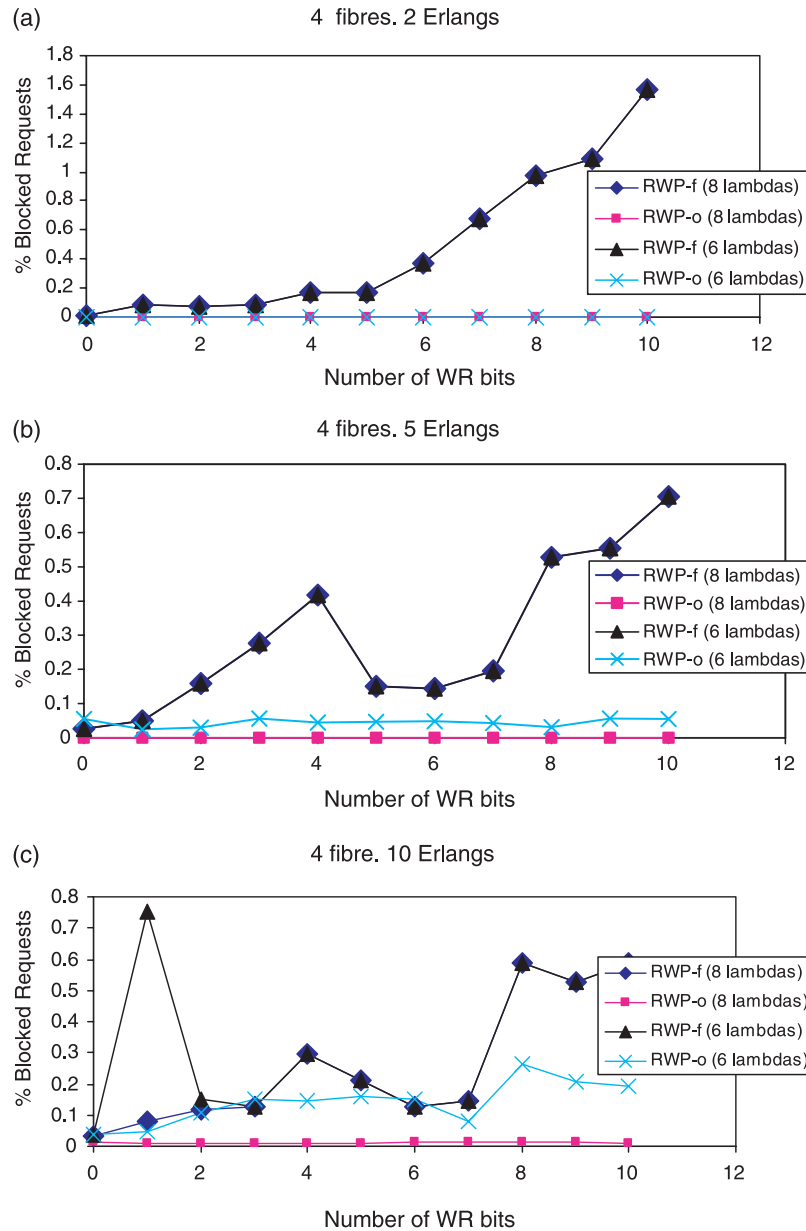 (a)
4 fibres. 2 Erlangs
% Blocked Requests
1.8
1.6
1.4
1.2
1
0.8
0.6
0.4
0.2
0
0 2 4 6 8 10 12
Number of WR bits
RWP-f (8 lambdas)
RWP-o (8 lambdas)
RWP-f (6 lambdas)
RWP-o (6 lambdas)
(b)
4 fibres. 5 Erlangs
% Blocked Requests
0.8
0.7
0.6
0.5
0.4
0.3
0.2
0.1
0
0 2 4 6 8 10 12
Number of WR bits
RWP-f (8 lambdas)
RWP-o (8 lambdas)
RWP-f (6 lambdas)
RWP-o (6 lambdas)
(c)
4 fibre. 10 Erlangs
% Blocked Requests
0.8
0.7
0.6
0.5
0.4
0.3
0.2
0.1
0
0 2 4 6 8 10 12
Number of WR bits
RWP-f (8 lambdas)
RWP-o (8 lambdas)
RWP-f (6 lambdas)
RWP-o (6 lambdas)